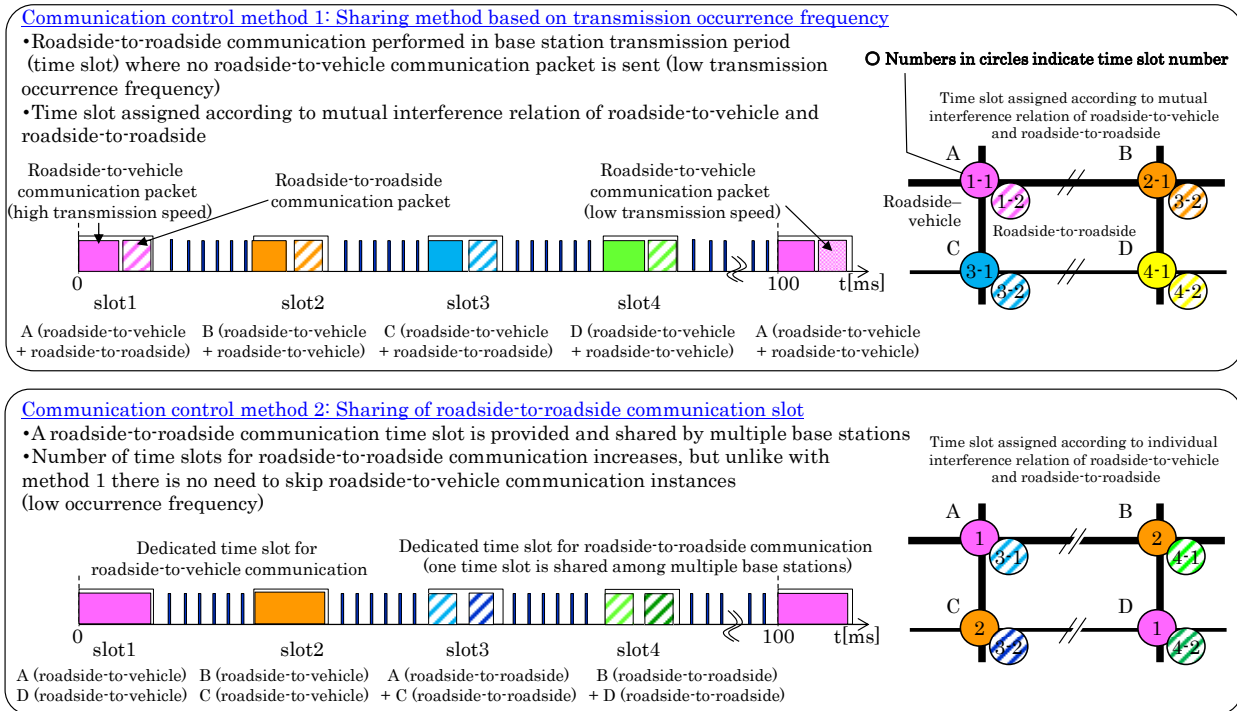 Communication control method 1: Sharing method based on transmission occurrence frequency
•Roadside-to-roadside communication performed in base station transmission period
(time slot) where no roadside-to-vehicle communication packet is sent (low transmission
occurrence frequency)
•Time slot assigned according to mutual interference relation of roadside-to-vehicle and
roadside-to-roadside
Numbers in circles indicate time slot number
Time slot assigned according to mutual
interference relation of roadside-to-vehicle
and roadside-to-roadside
A
B
1-1
2-1
1-2
3-2
Roadside–
vehicle
Roadside-to-roadside
C
D
3-1
4-1
3-2
4-2
Roadside-to-vehicle
communication packet
(high transmission speed)
Roadside-to-roadside
communication packet
Roadside-to-vehicle
communication packet
(low transmission speed)
0
100
t[ms]
slot1
slot2
slot3
slot4
A (roadside-to-vehicle
+ roadside-to-roadside)
B (roadside-to-vehicle
+ roadside-to-vehicle)
C (roadside-to-vehicle
+ roadside-to-roadside)
D (roadside-to-vehicle
+ roadside-to-vehicle)
A (roadside-to-vehicle
+ roadside-to-vehicle)
Communication control method 2: Sharing of roadside-to-roadside communication slot
•A roadside-to-roadside communication time slot is provided and shared by multiple base stations
•Number of time slots for roadside-to-roadside communication increases, but unlike with
method 1 there is no need to skip roadside-to-vehicle communication instances
(low occurrence frequency)
Time slot assigned according to individual
interference relation of roadside-to-vehicle
and roadside-to-roadside
A
B
1
2
3-1
4-1
C
D
2
1
3-2
4-2
Dedicated time slot for
roadside-to-vehicle communication
Dedicated time slot for roadside-to-roadside communication
(one time slot is shared among multiple base stations)
0
100
t[ms]
slot1
slot2
slot3
slot4
A (roadside-to-vehicle)
D (roadside-to-vehicle)
B (roadside-to-vehicle)
C (roadside-to-vehicle)
A (roadside-to-roadside)
+ C (roadside-to-roadside)
B (roadside-to-roadside)
+ D (roadside-to-roadside)